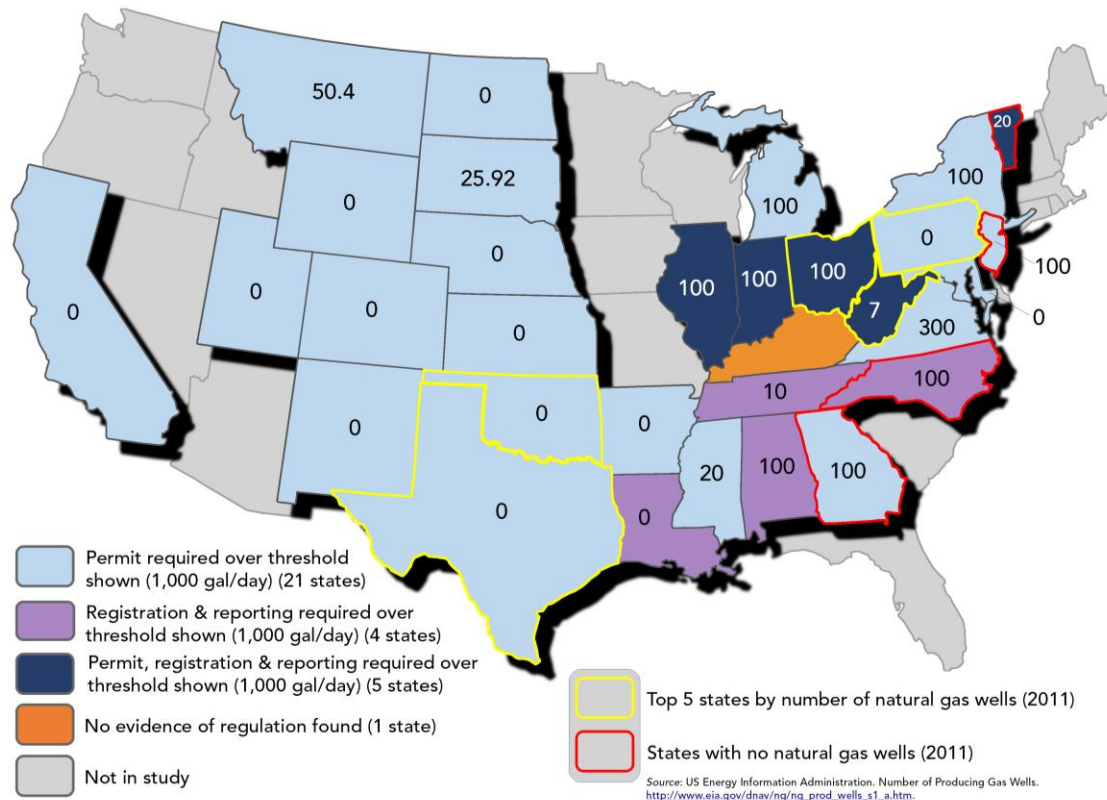 50.4
0
20
25.92
100
0
100
0
100
0
100
100
100
0
0
7
0
0
0
300
10
100
0
0
0
20
100
100
0
0
Permit required over threshold
shown (1,000 gal/day) (21 states)
Registration & reporting required over
threshold shown (1,000 gal/day) (4 states)
Permit, registration & reporting required over
threshold shown (1,000 gal/day) (5 states)
No evidence of regulation found (1 state)
Not in study
Top 5 states by number of natural gas wells (2011)
States with no natural gas wells (2011)
Source: US Energy Information Administration. Number of Producing Gas Wells.
http://www.eia.gov/dnav/ng/ng_prod_wells_s1_a.htm.